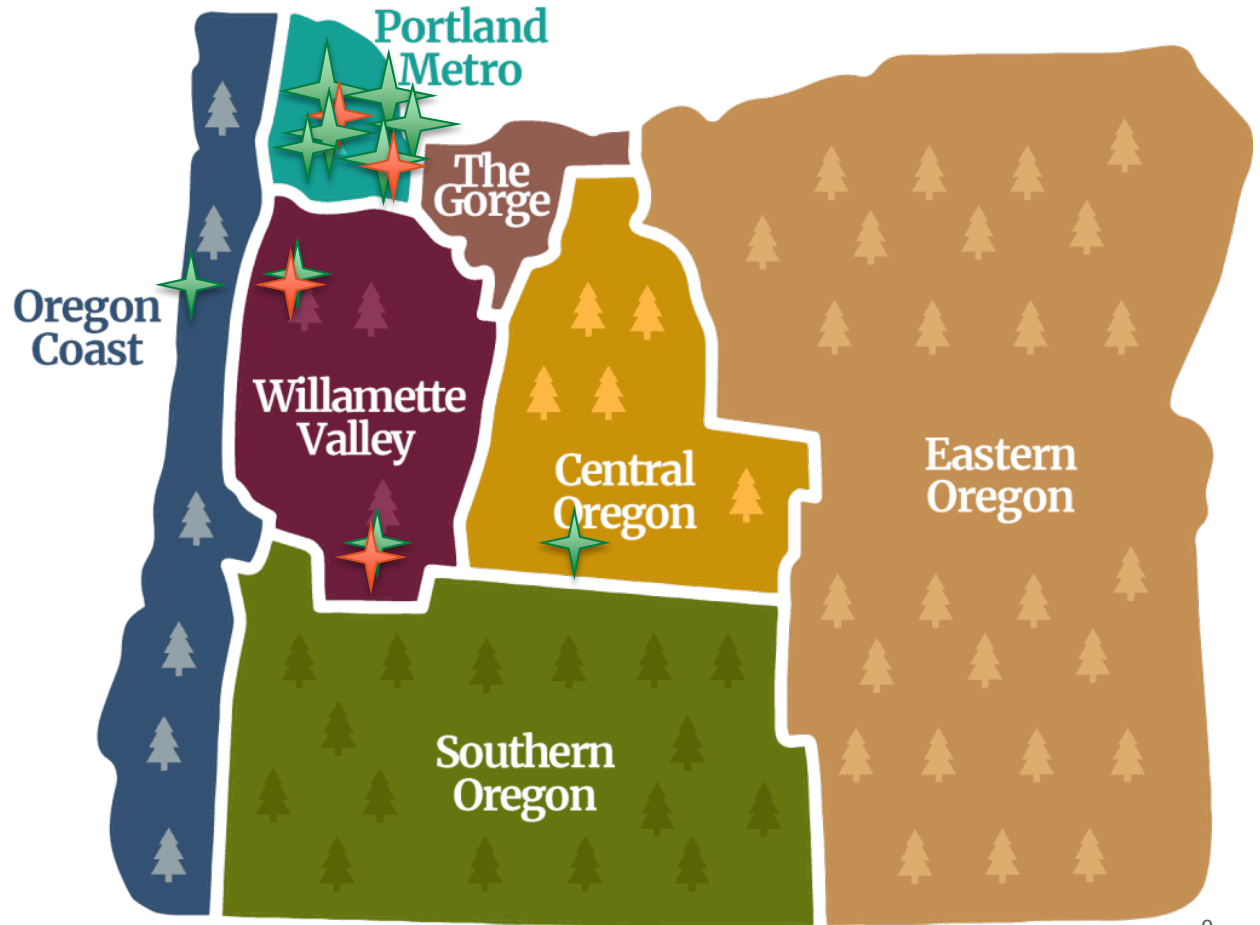 Portland
Metro
The
Gorge
Oregon
Coast
Willamette
Valley
Central
Oregon
Eastern
Oregon
Southern
Oregon